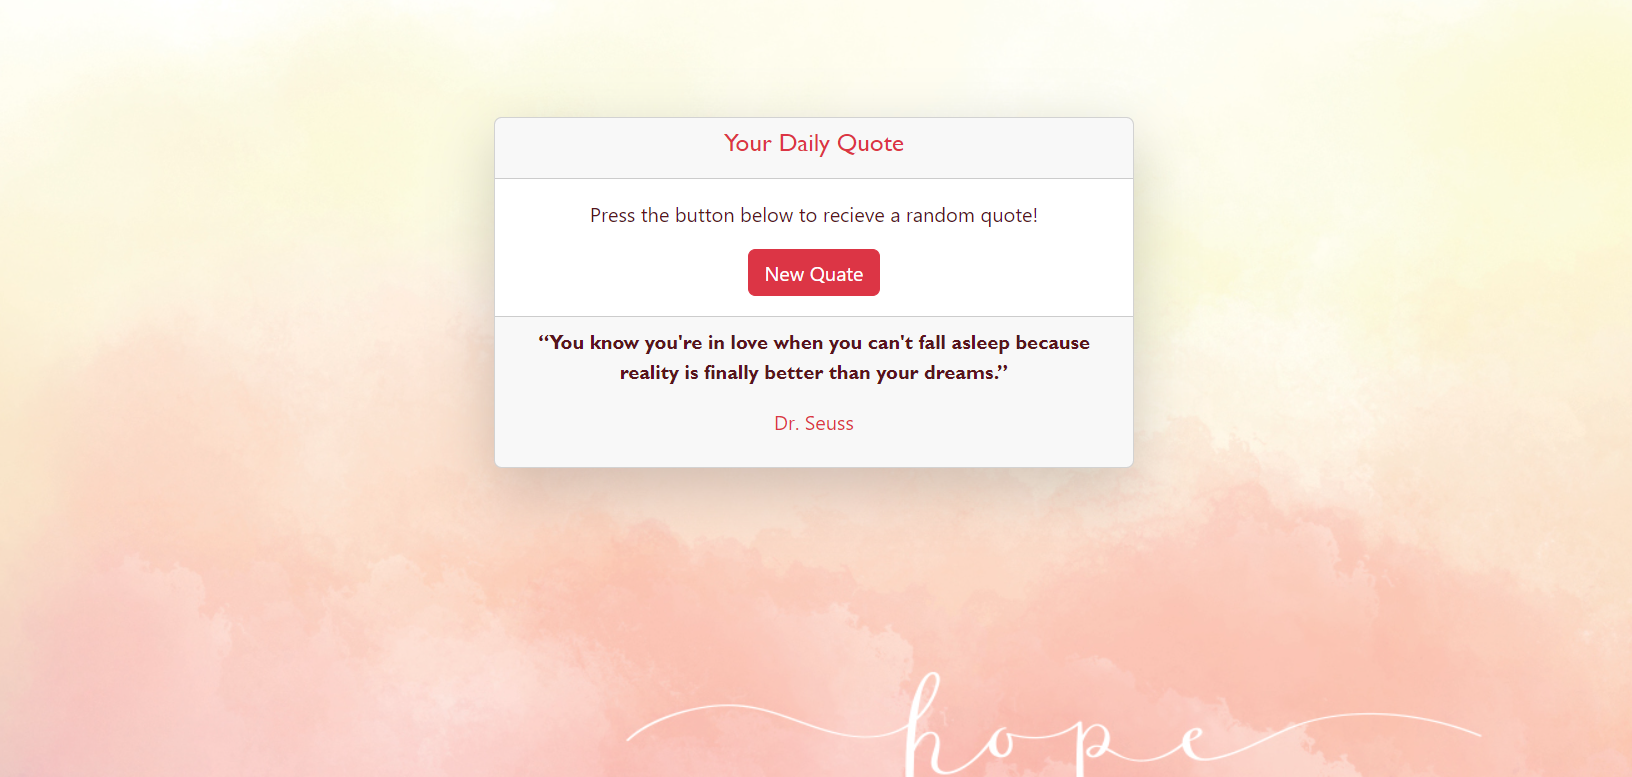 Your Daily Quote
Press the button below to recieve a random quote!
New Quate
“You know you're in love when you can't fall asleep because
reality is finally better than your dreams.”
Dr. Seuss
hope